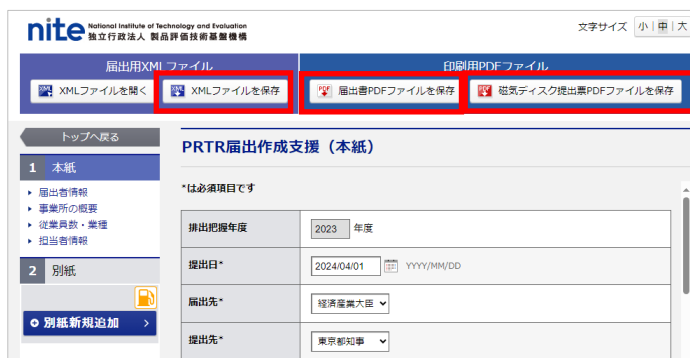 nite National Institute of Technology and Evaluation
独立行政法人 製品評価技術基盤機構
文字サイズ 小 中 大
届出用XMLファイル
印刷用PDFファイル
XMLファイルを開く
XMLファイルを保存
届出書PDFファイルを保存
磁気ディスク提出票PDFファイルを保存
トップへ戻る
1 本紙
届出者情報
事業所の概要
従業員数・業種
担当者情報
2 別紙
別紙新規追加
PRTR届出作成支援(本紙)
*は必須項目です
排出把握年度 2023 年度
提出日* 2024/04/01 YYYY/MM/DD
届出先* 経済産業大臣
提出先* 東京都知事